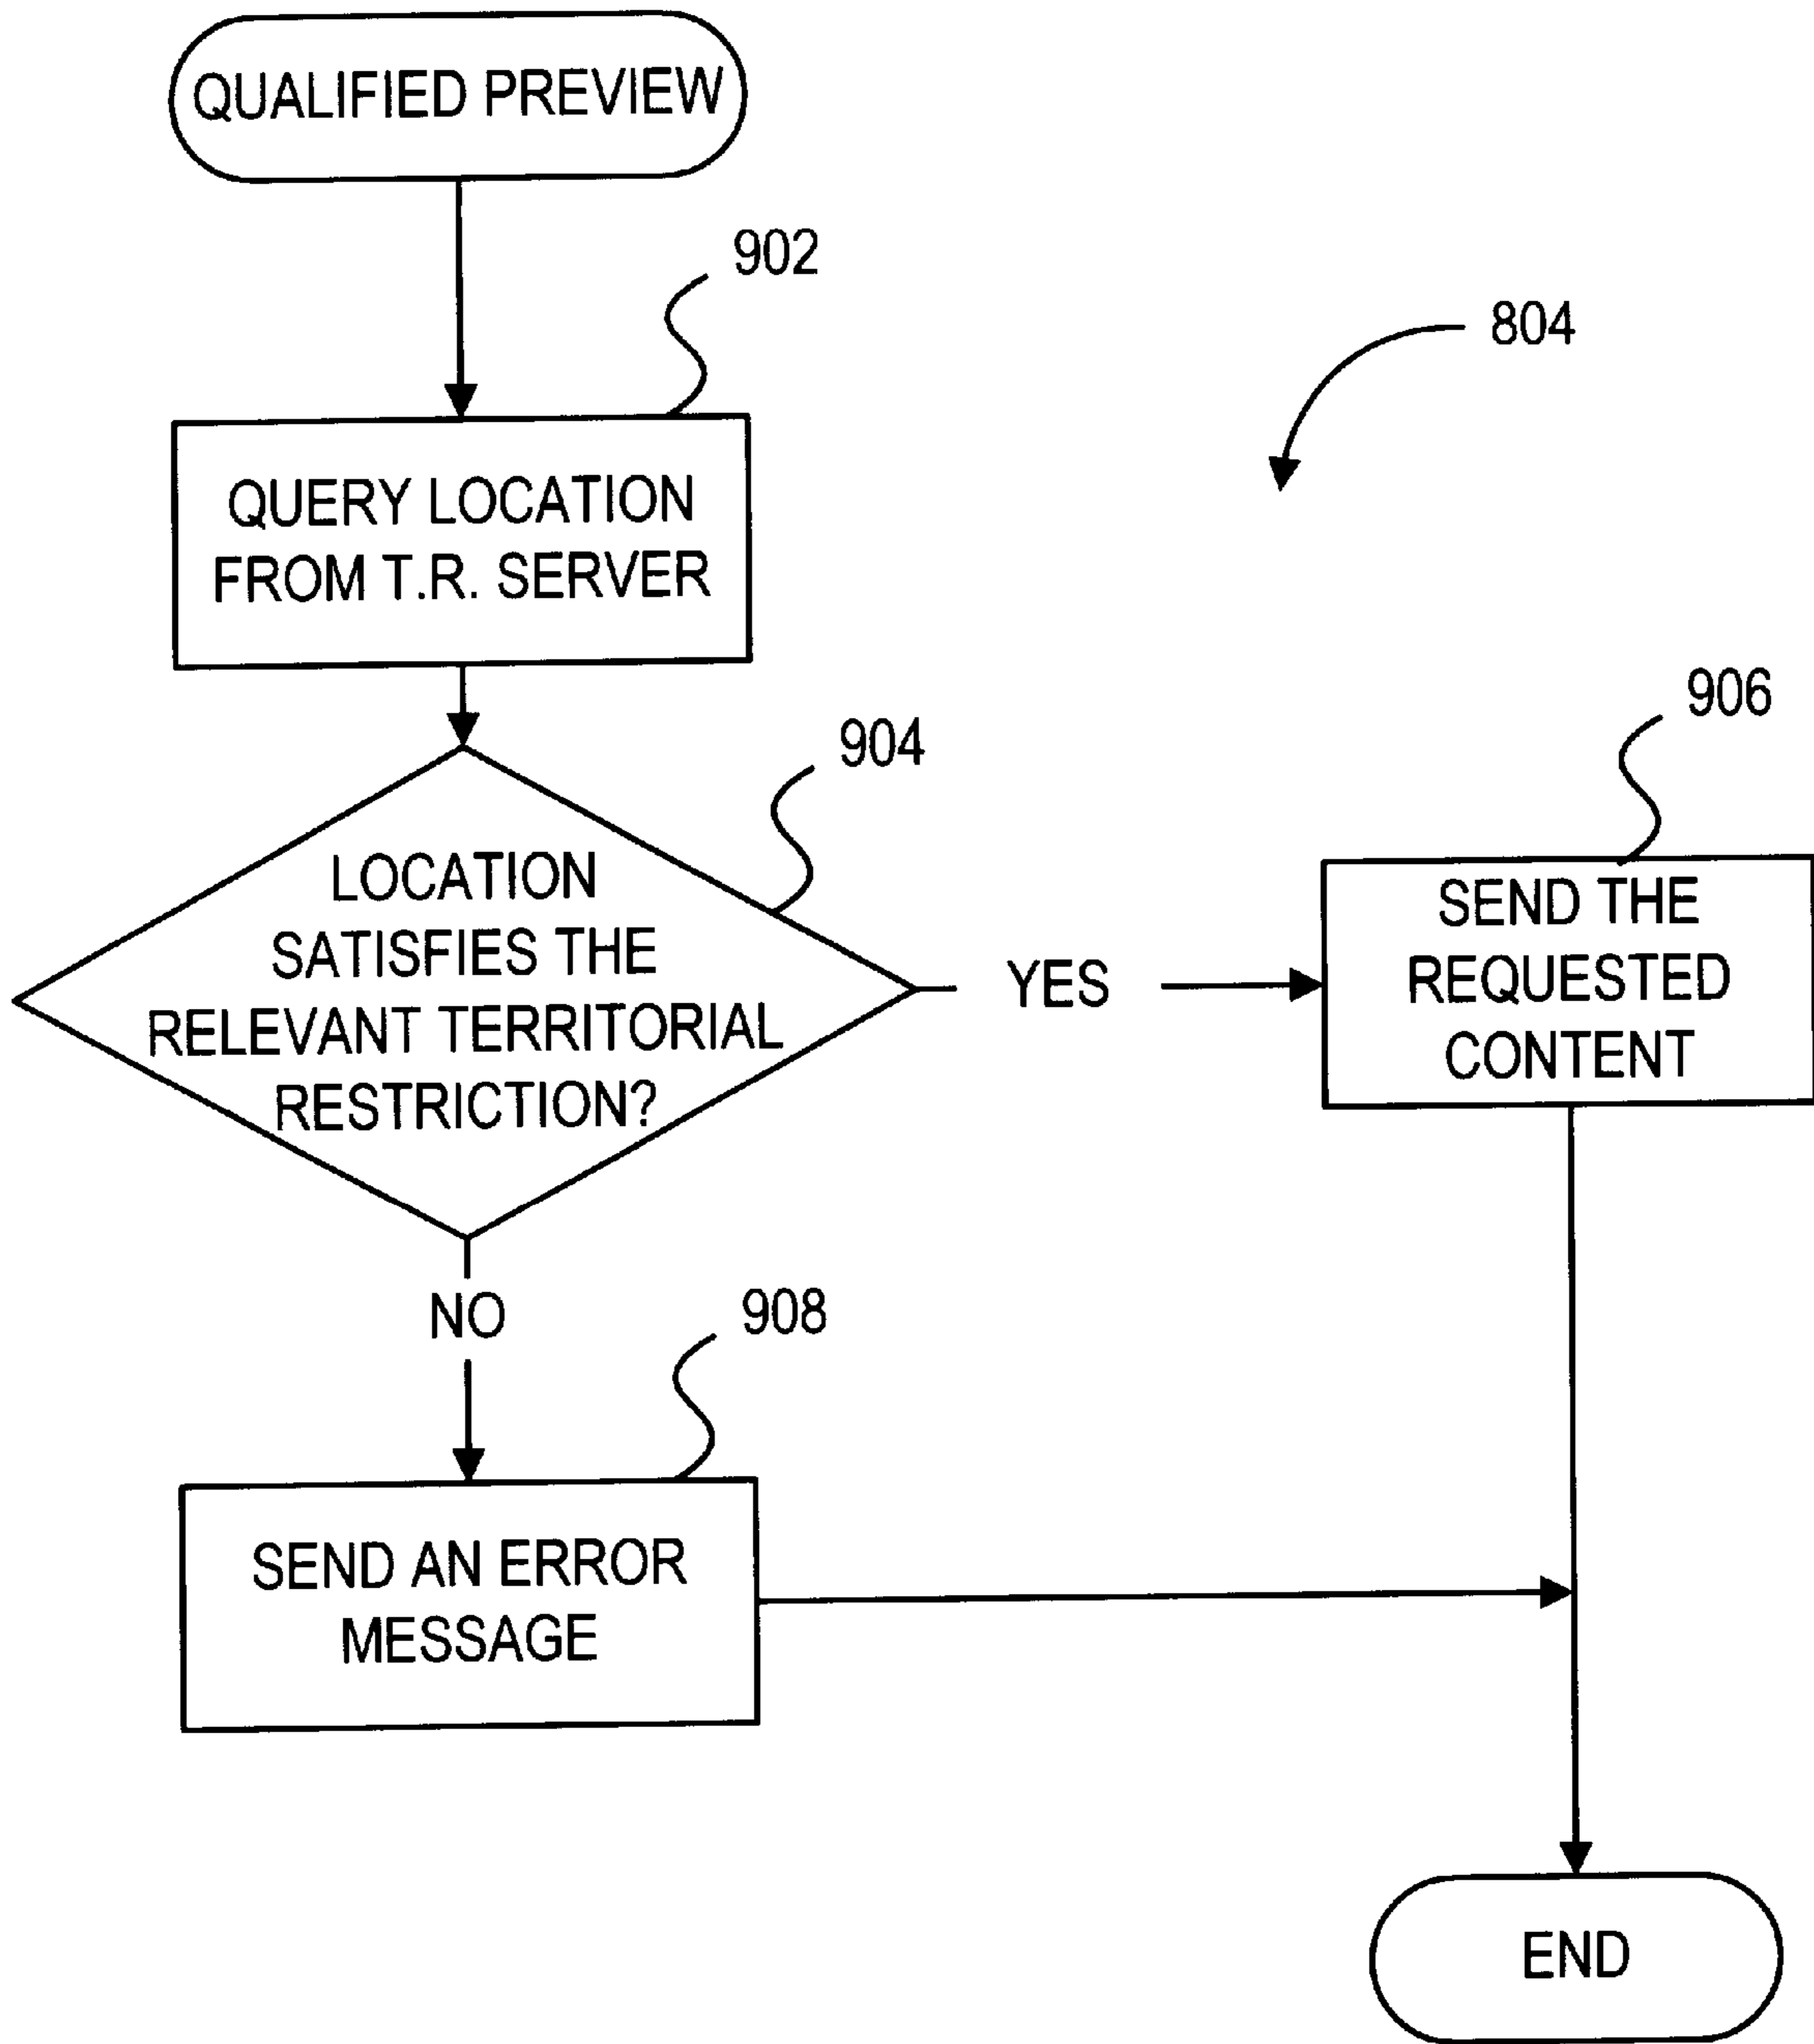 QUALIFIED PREVIEW
902
804
QUERY LOCATION
FROM T.R. SERVER
904
906
LOCATION
SATISFIES THE
RELEVANT TERRITORIAL
RESTRICTION?
YES
SEND THE
REQUESTED
CONTENT
NO
908
SEND AN ERROR
MESSAGE
END